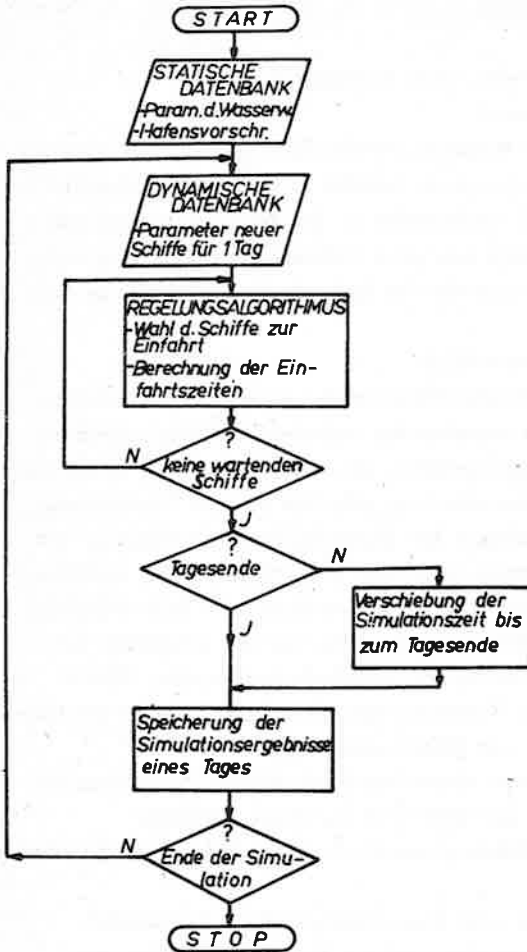 START
STATISCHE
DATENBANK
-Param.d.Wasserw.
-Hafensvorschr.
DYNAMISCHE
DATENBANK
-Parameter neuer
Schiffe für 1 Tag
REGELUNGSALGORITHMUS
-Wahl d. Schiffe zur
Einfahrt
-Berechnung der Ein-
fahrtszeiten
?
N
keine wartenden
Schiffe
J
?
N
Tagesende
J
Verschiebung der
Simulationszeit bis
zum Tagesende
Speicherung der
Simulationsergebnisse
eines Tages
?
N
Ende der Simu-
lation
STOP